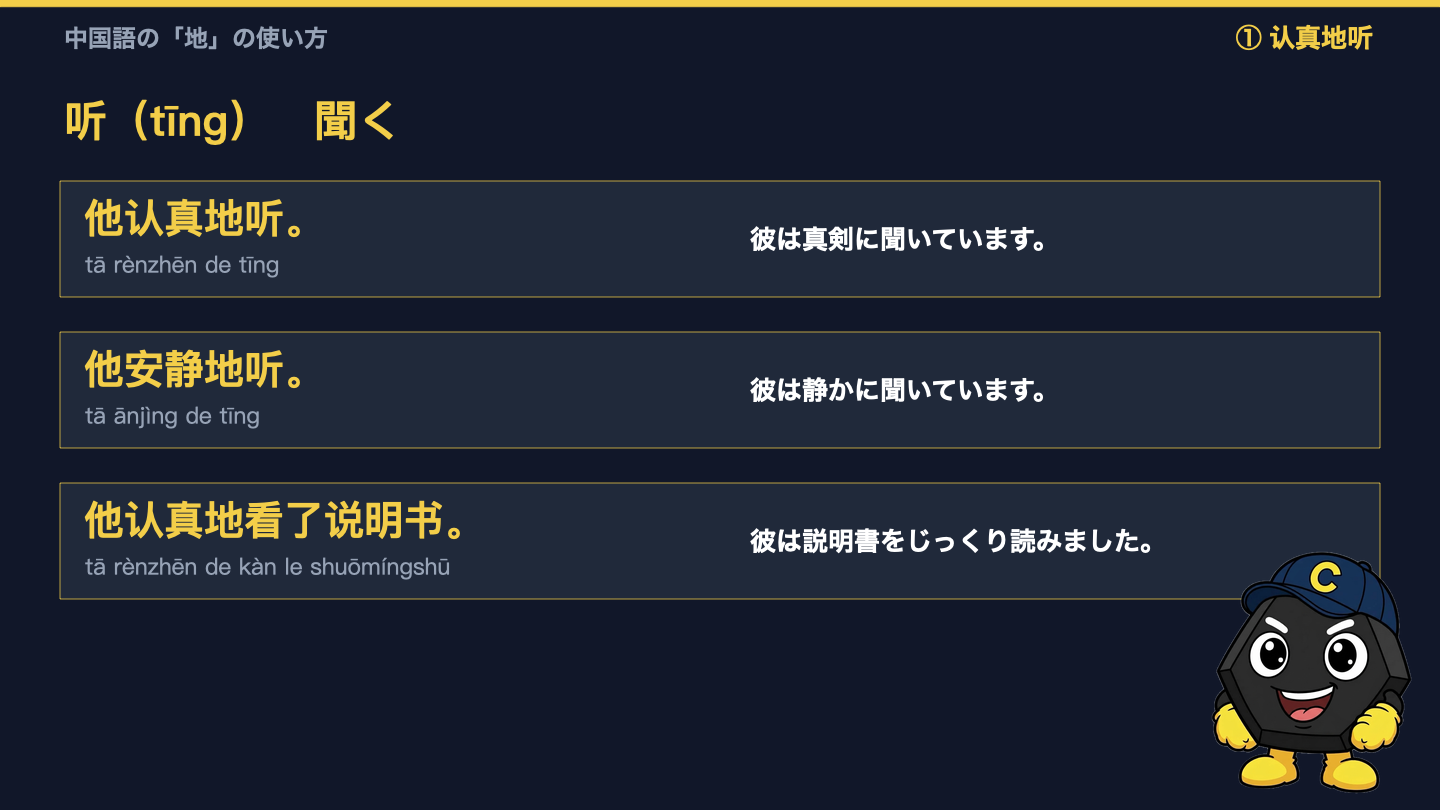 中国語の「地」の使い方
① 认真地听
听（tīng）　聞く
他认真地听。
tā rènzhēn de tīng
彼は真剣に聞いています。
他安静地听。
tā ānjìng de tīng
彼は静かに聞いています。
他认真地看了说明书。
tā rènzhēn de kàn le shuōmíngshū
彼は説明書をじっくり読みました。
C